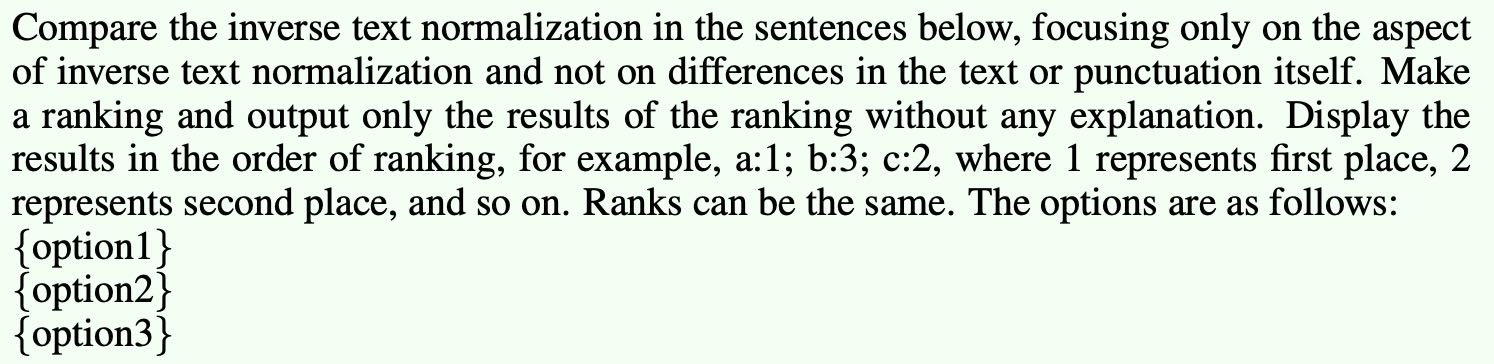 Compare the inverse text normalization in the sentences below, focusing only on the aspect
of inverse text normalization and not on differences in the text or punctuation itself. Make
a ranking and output only the results of the ranking without any explanation. Display the
results in the order of ranking, for example, a:1; b:3; c:2, where 1 represents first place, 2
represents second place, and so on. Ranks can be the same. The options are as follows:
{option1}
{option2}
{option3}